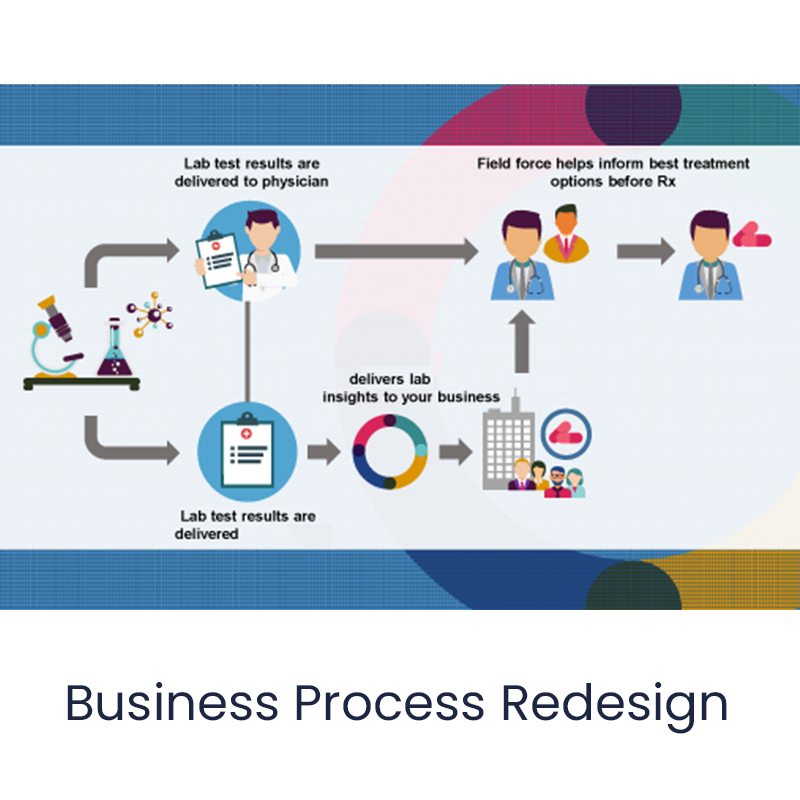 Lab test results are
delivered to physician
Field force helps inform best treatment
options before Rx
delivers lab
insights to your business
Lab test results are
delivered
Business Process Redesign